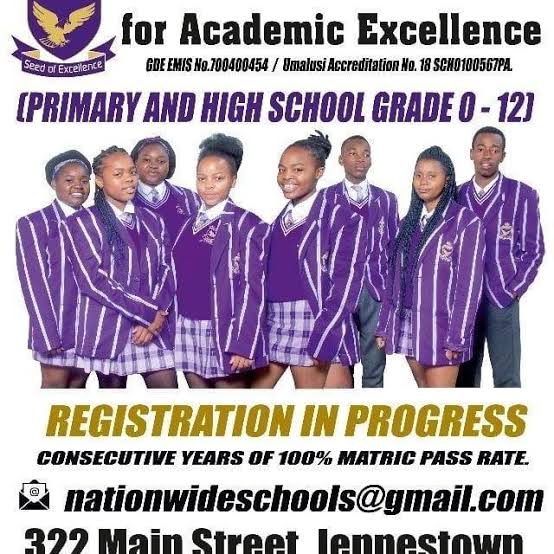 Seed of Excellence
for Academic Excellence
GDE EMIS No.700400454 / Umalusi Accreditation No. 18 SCH0100567PA.
(PRIMARY AND HIGH SCHOOL GRADE 0 - 12)
REGISTRATION IN PROGRESS
CONSECUTIVE YEARS OF 100% MATRIC PASS RATE.
@ nationwideschools@gmail.com
322 Main Street, Jeppestown